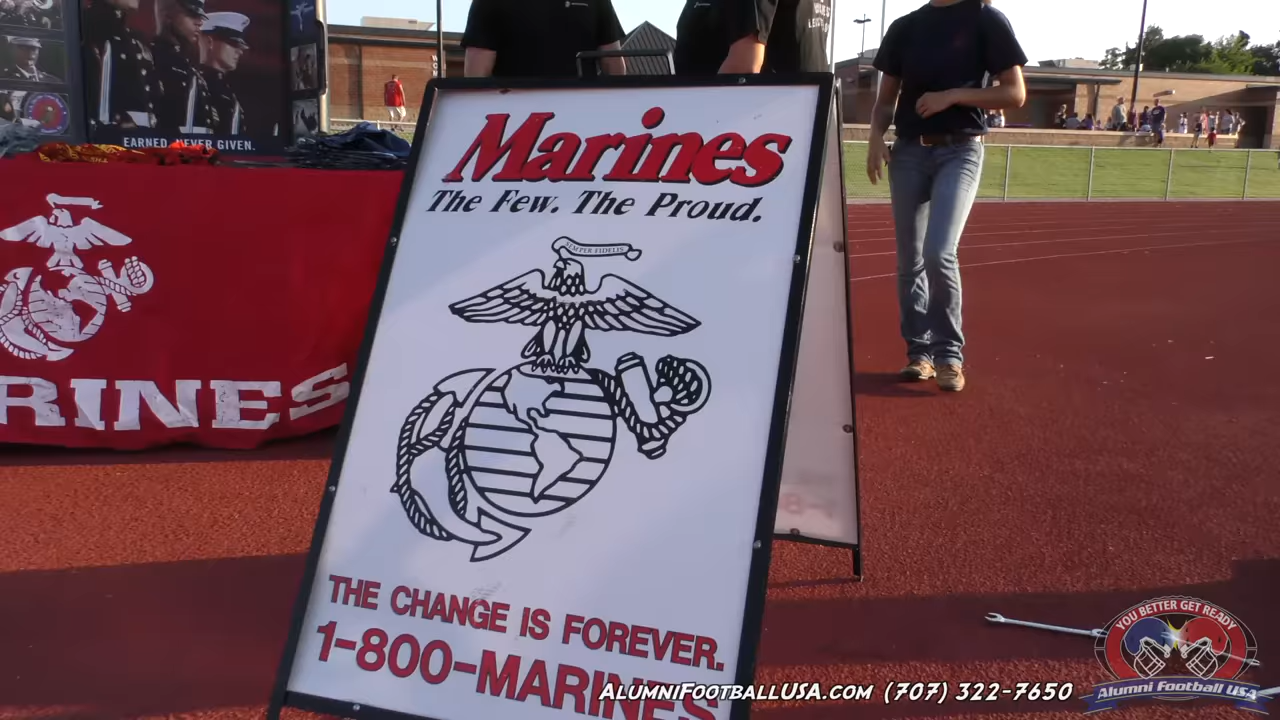 EARNED. NEVER GIVEN.
RINES
Marines
The Few. The Proud.
SEMPER FIDELIS
THE CHANGE IS FOREVER.
1-800-MARINES
ALUMNIFOOTBALLUSA.COM (707) 322-7650
YOU BETTER GET READY
Alumni Football USA